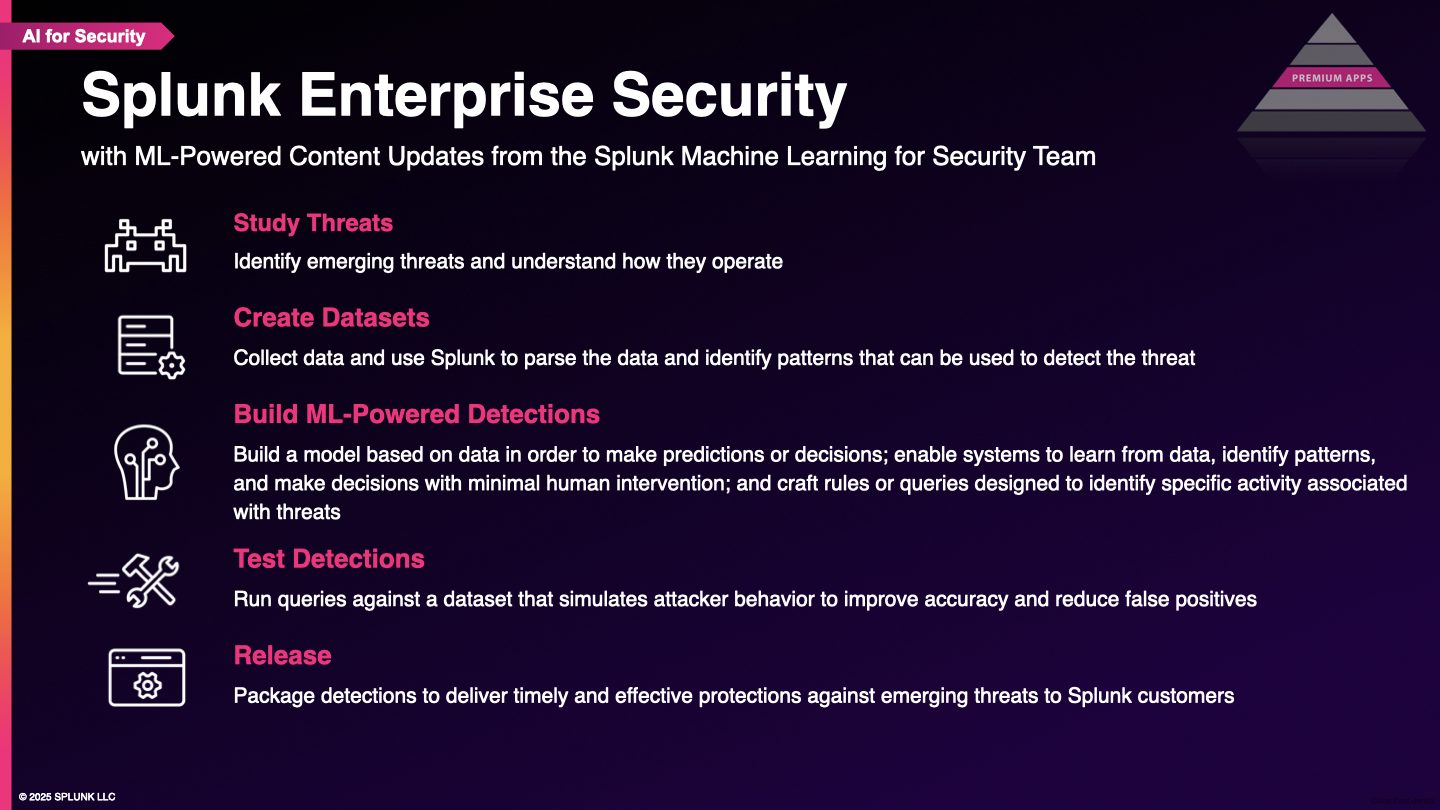 AI for Security
PREMIUM APPS
Splunk Enterprise Security
with ML-Powered Content Updates from the Splunk Machine Learning for Security Team
Study Threats
Identify emerging threats and understand how they operate
Create Datasets
Collect data and use Splunk to parse the data and identify patterns that can be used to detect the threat
Build ML-Powered Detections
Build a model based on data in order to make predictions or decisions; enable systems to learn from data, identify patterns,
and make decisions with minimal human intervention; and craft rules or queries designed to identify specific activity associated
with threats
Test Detections
Run queries against a dataset that simulates attacker behavior to improve accuracy and reduce false positives
Release
Package detections to deliver timely and effective protections against emerging threats to Splunk customers
© 2025 SPLUNK LLC